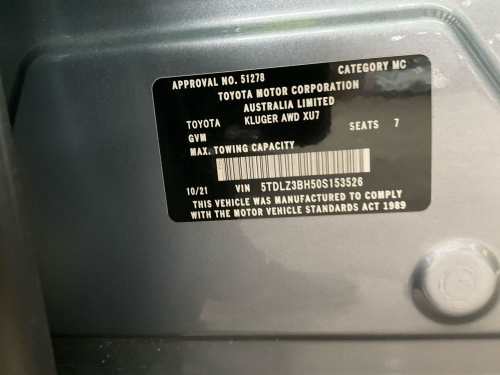 APPROVAL NO. 51278 CATEGORY MC
TOYOTA MOTOR CORPORATION
AUSTRALIA LIMITED
TOYOTA KLUGER AWD XU7
GVM SEATS 7
MAX. TOWING CAPACITY
10/21 VIN 5TDLZ3BH50S153526
THIS VEHICLE WAS MANUFACTURED TO COMPLY
WITH THE MOTOR VEHICLE STANDARDS ACT 1989